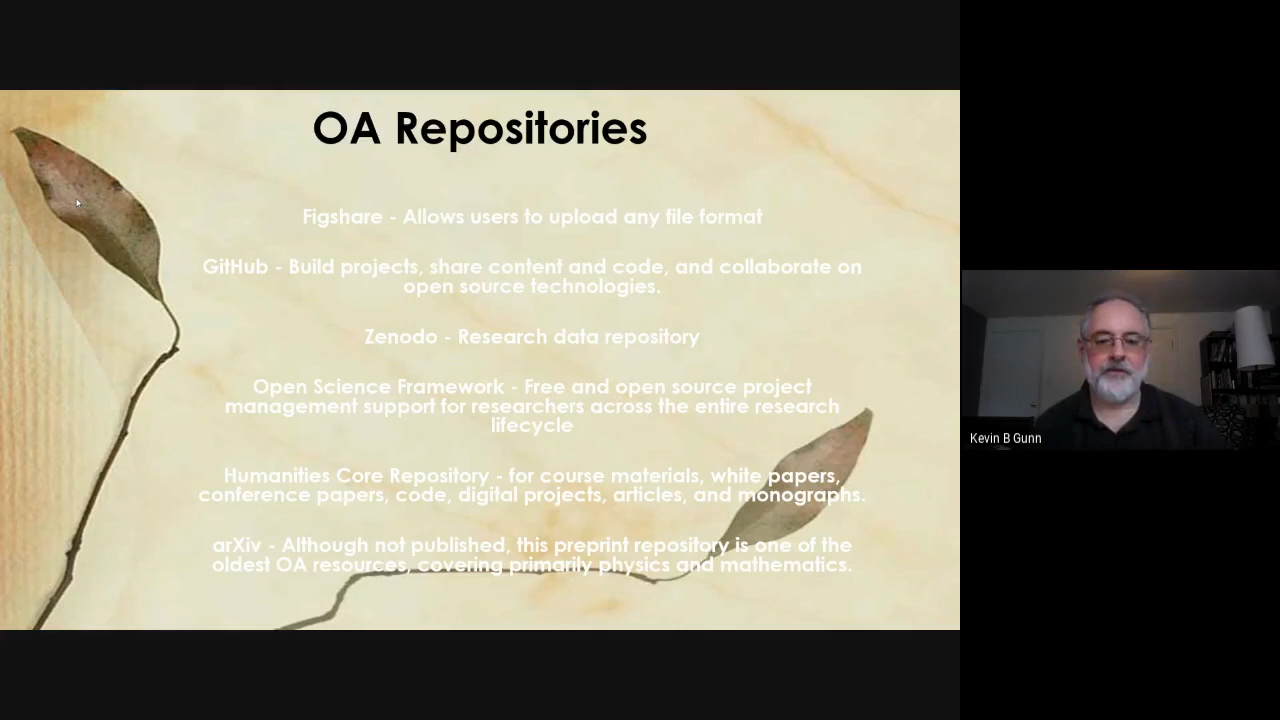 OA Repositories
Figshare - Allows users to upload any file format
GitHub - Build projects, share content and code, and collaborate on
open source technologies.
Zenodo - Research data repository
Open Science Framework - Free and open source project
management support for researchers across the entire research
lifecycle
Humanities Core Repository - for course materials, white papers,
conference papers, code, digital projects, articles, and monographs.
arXiv - Although not published, this preprint repository is one of the
oldest OA resources, covering primarily physics and mathematics.
Kevin B Gunn